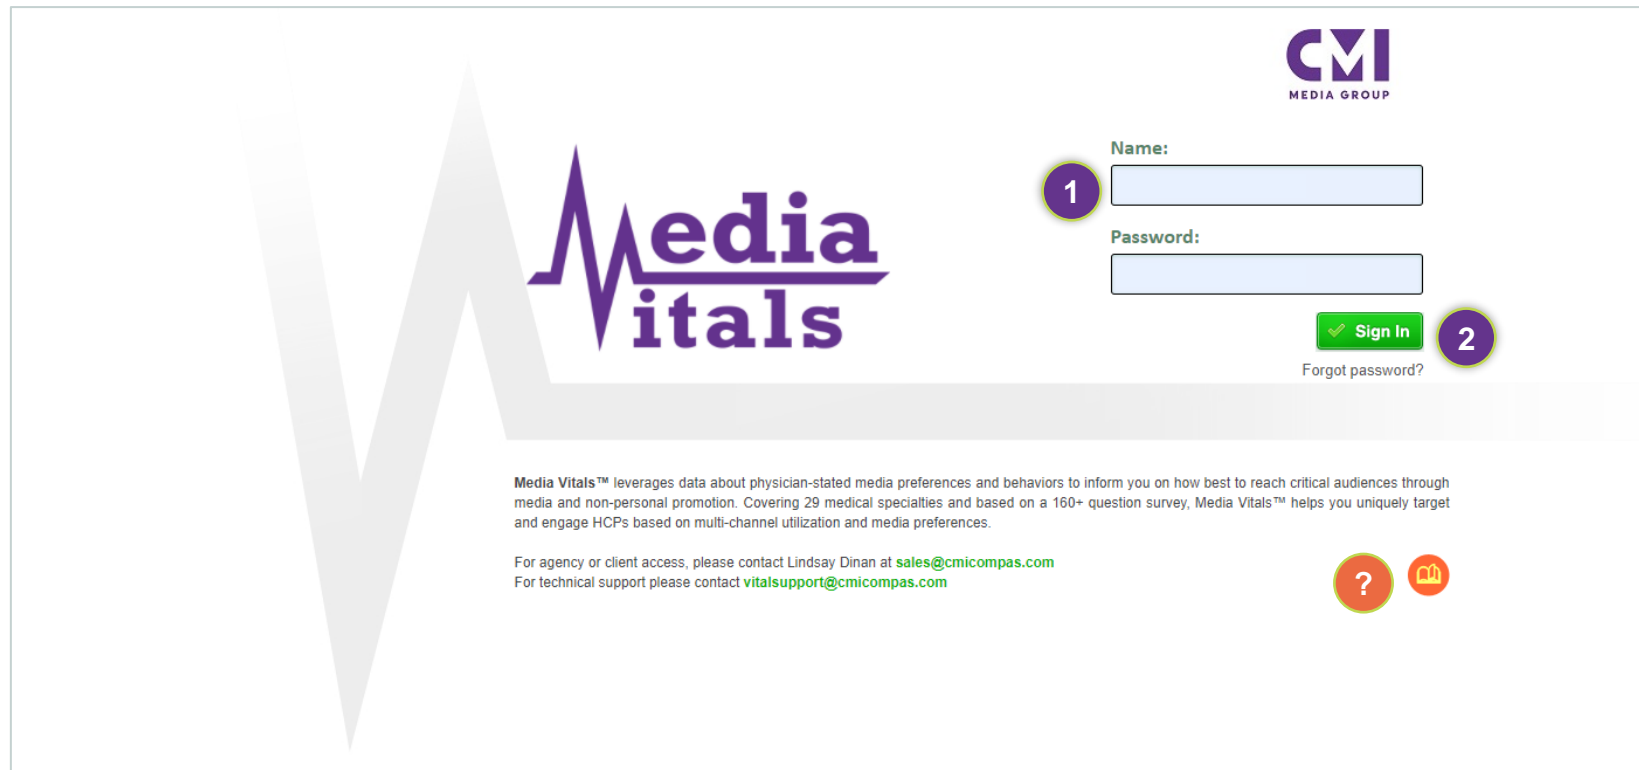 CMI
MEDIA GROUP
Name:
1
Media
Vitals
Password:
Sign In
2
Forgot password?
Media Vitals™ leverages data about physician-stated media preferences and behaviors to inform you on how best to reach critical audiences through
media and non-personal promotion. Covering 29 medical specialties and based on a 160+ question survey, Media Vitals™ helps you uniquely target
and engage HCPs based on multi-channel utilization and media preferences.
For agency or client access, please contact Lindsay Dinan at sales@cmicompas.com
For technical support please contact vitalsupport@cmicompas.com
?